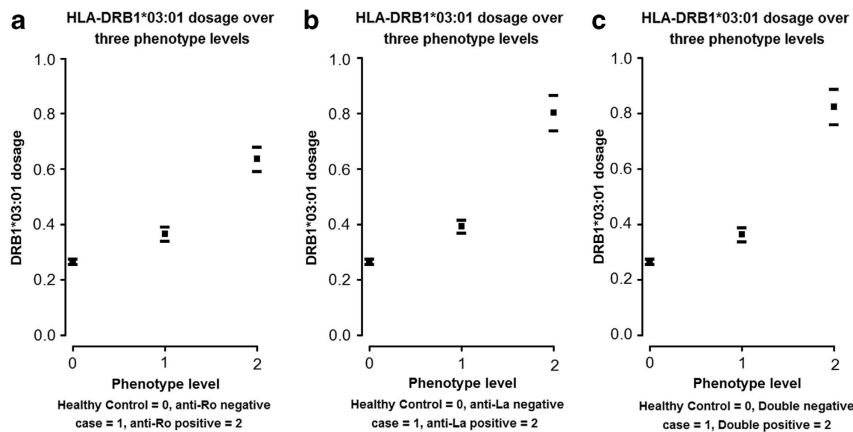 a
HLA-DRB1*03:01 dosage over
three phenotype levels
DRB1*03:01 dosage
1.0
0.8
0.6
0.4
0.2
0.0
0 1 2
Phenotype level
Healthy Control = 0, anti-Ro negative
case = 1, anti-Ro positive = 2
b
HLA-DRB1*03:01 dosage over
three phenotype levels
DRB1*03:01 dosage
1.0
0.8
0.6
0.4
0.2
0.0
0 1 2
Phenotype level
Healthy Control = 0, anti-La negative
case = 1, anti-La positive = 2
c
HLA-DRB1*03:01 dosage over
three phenotype levels
DRB1*03:01 dosage
1.0
0.8
0.6
0.4
0.2
0.0
0 1 2
Phenotype level
Healthy Control = 0, Double negative
case = 1, Double positive = 2